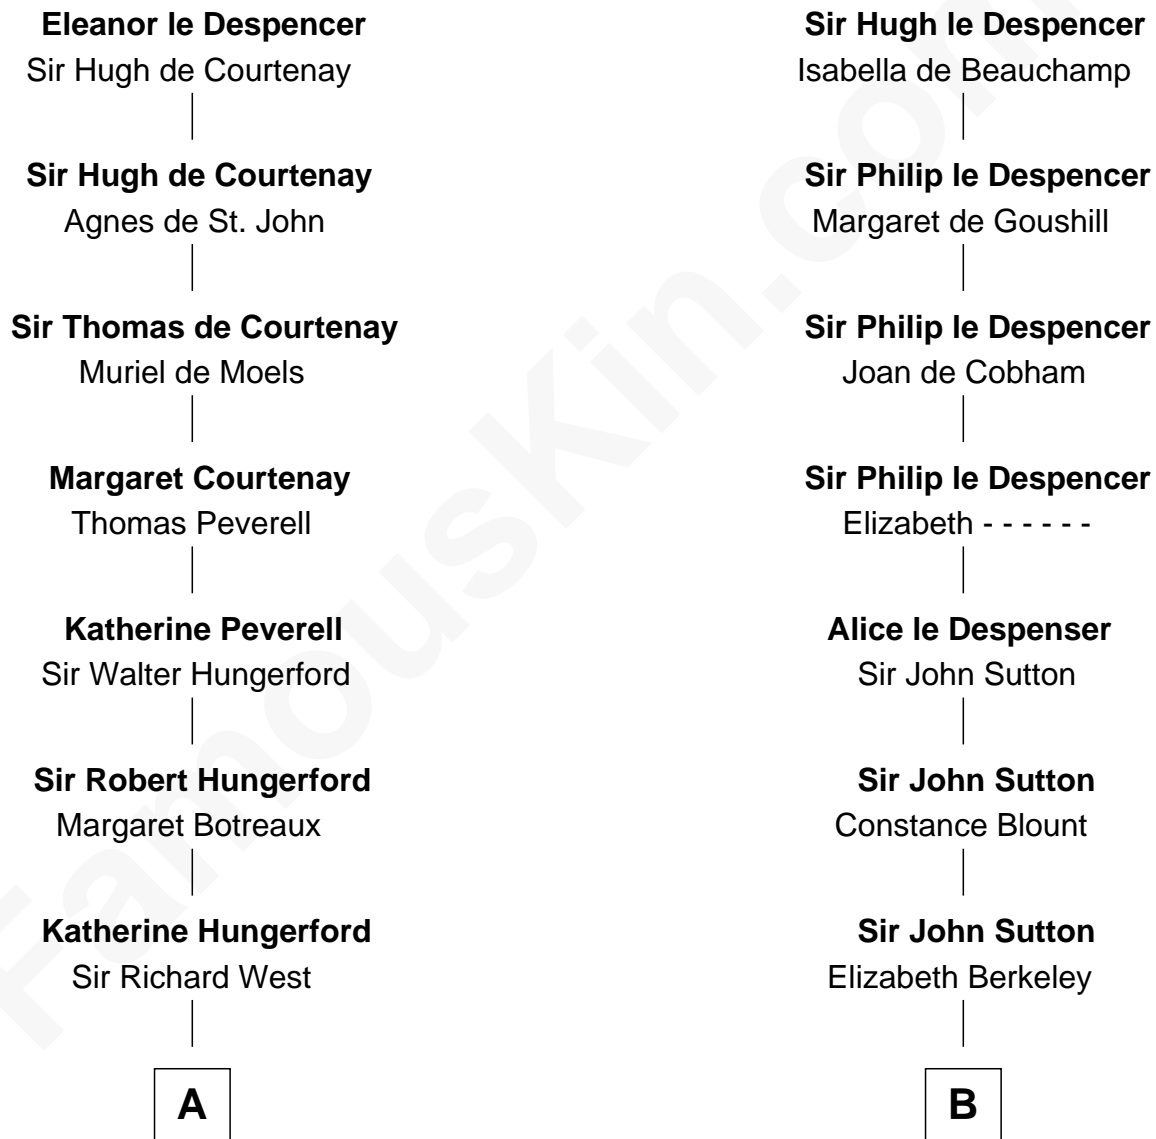 Eleanor le Despencer
Sir Hugh de Courtenay
Sir Hugh de Courtenay
Agnes de St. John
Sir Thomas de Courtenay
Muriel de Moels
Margaret Courtenay
Thomas Peverell
Katherine Peverell
Sir Walter Hungerford
Sir Robert Hungerford
Margaret Botreaux
Katherine Hungerford
Sir Richard West
A
Sir Hugh le Despencer
Isabella de Beauchamp
Sir Philip le Despencer
Margaret de Goushill
Sir Philip le Despencer
Joan de Cobham
Sir Philip le Despencer
Elizabeth - - - - - -
Alice le Despenser
Sir John Sutton
Sir John Sutton
Constance Blount
Sir John Sutton
Elizabeth Berkeley
B
FamousKin.com